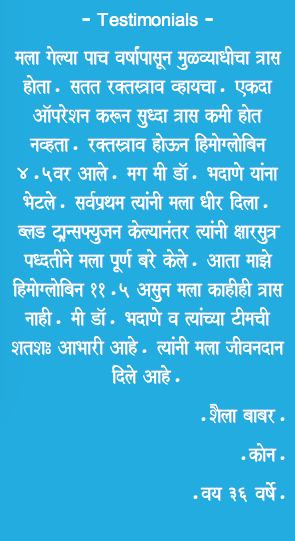 - Testimonials -
मला गेल्या पाच वर्षांपासून मुळव्याधीचा त्रास
होता. सतत रक्तस्त्राव व्हायचा. एकदा
ऑपरेशन करून सुध्दा त्रास कमी होत
नव्हता. रक्तस्त्राव होऊन हिमोग्लोबिन
४.५वर आले. मग मी डॉ. भदाणे यांना
भेटले. सर्वप्रथम त्यांनी मला धीर दिला.
ब्लड ट्रान्सफ्युजन केल्यानंतर त्यांनी क्षारसुत्र
पध्दतीने मला पूर्ण बरे केले. आता माझे
हिमोग्लोबिन ११.५ असुन मला काहीही त्रास
नाही. मी डॉ. भदाणे व त्यांच्या टीमची
शतशः आभारी आहे. त्यांनी मला जीवनदान
दिले आहे.
.शैला बाबर.
.कोन.
.वय ३६ वर्षे.